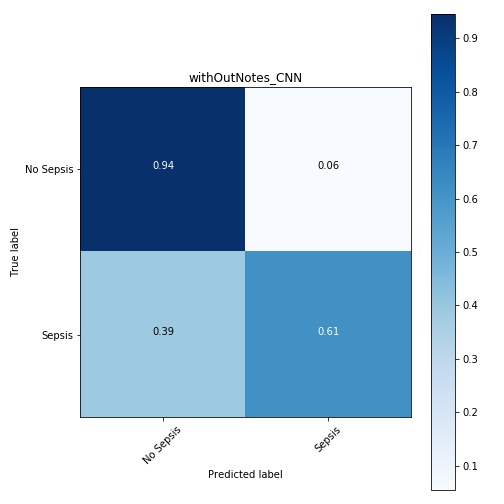 withOutNotes_CNN
True label
No Sepsis
0.94
0.06
Sepsis
0.39
0.61
No Sepsis
Sepsis
Predicted label
0.9
0.8
0.7
0.6
0.5
0.4
0.3
0.2
0.1